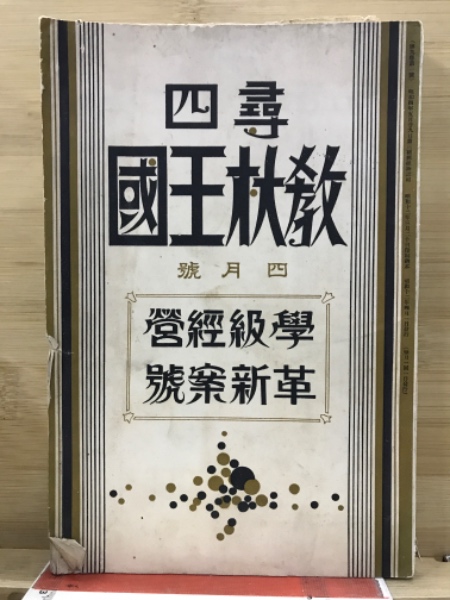 尋四
教材王國
四月號
學級經營
革新案號